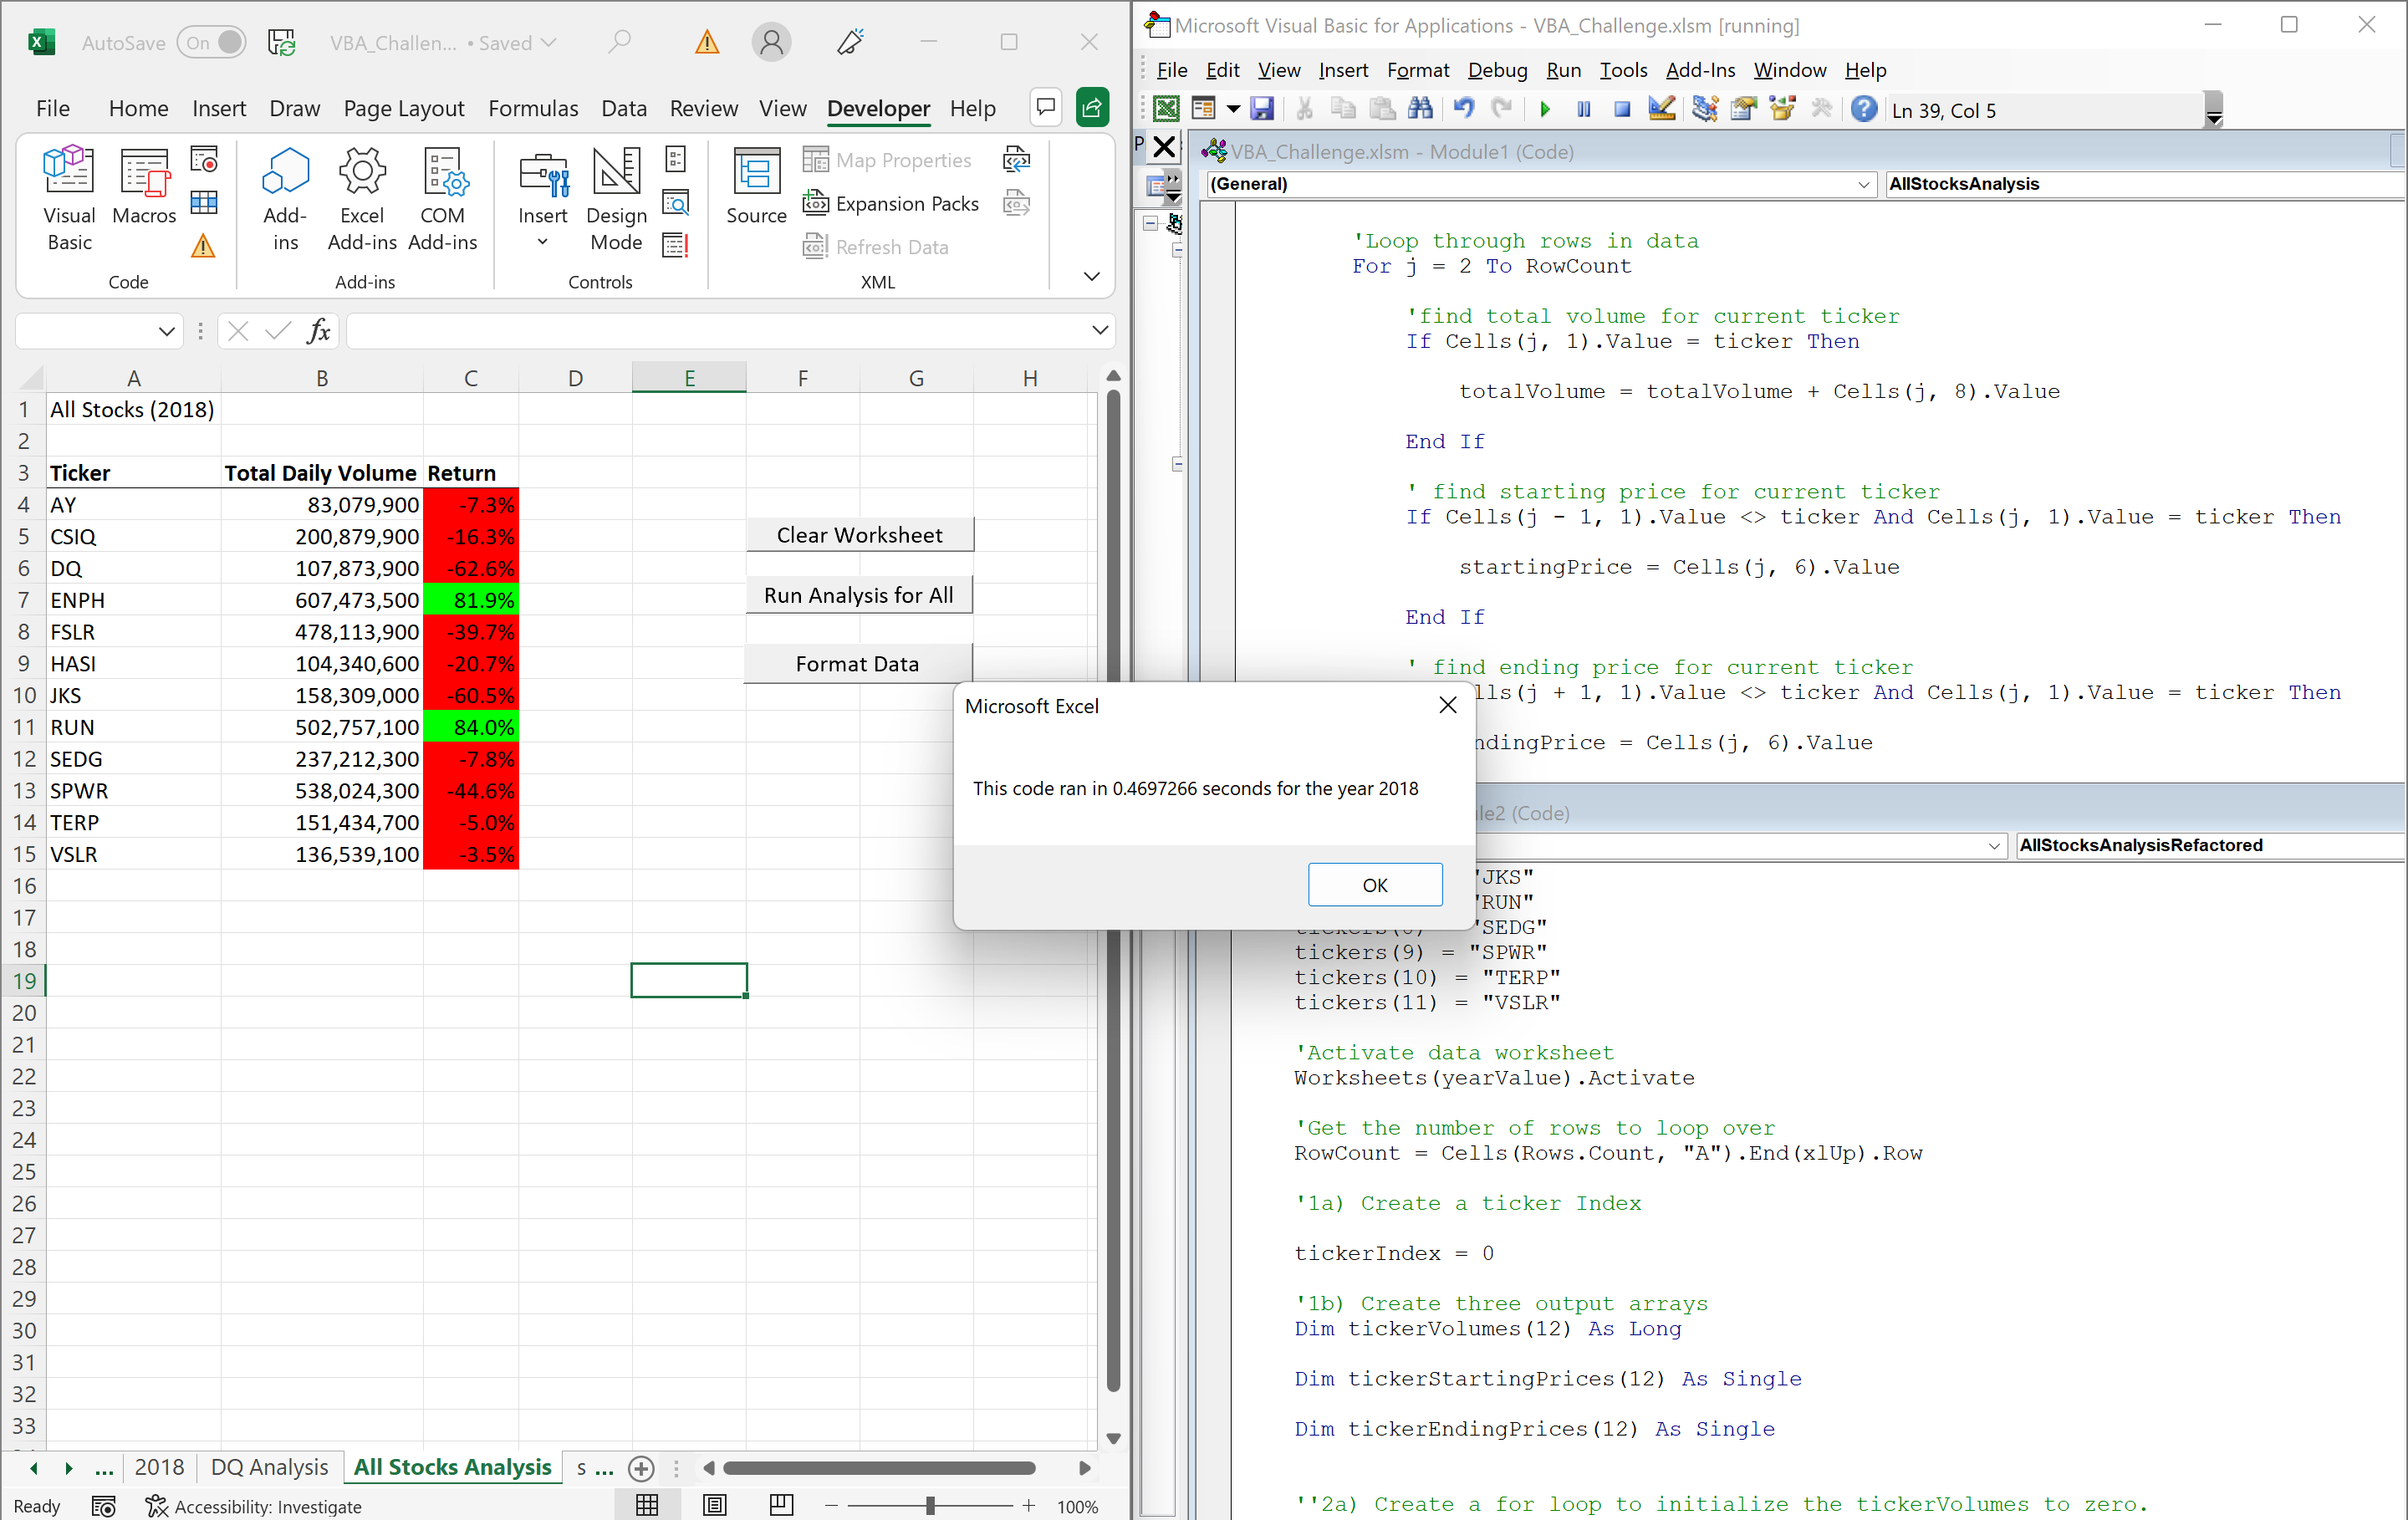 AutoSave On VBA_Challen... • Saved
File Home Insert Draw Page Layout Formulas Data Review View Developer Help
Visual Basic
Macros
Code
Add-ins
Excel Add-ins
COM Add-ins
Add-ins
Insert
Design Mode
Controls
Source
Map Properties
Expansion Packs
Refresh Data
XML
fx
A B C D E F G H
1 All Stocks (2018)
2
3 Ticker Total Daily Volume Return
4 AY 83,079,900 -7.3%
5 CSIQ 200,879,900 -16.3%
6 DQ 107,873,900 -62.6%
7 ENPH 607,473,500 81.9%
8 FSLR 478,113,900 -39.7%
9 HASI 104,340,600 -20.7%
10 JKS 158,309,000 -60.5%
11 RUN 502,757,100 84.0%
12 SEDG 237,212,300 -7.8%
13 SPWR 538,024,300 -44.6%
14 TERP 151,434,700 -5.0%
15 VSLR 136,539,100 -3.5%
16
17
18
19
20
21
22
23
24
25
26
27
28
29
30
31
32
33
Clear Worksheet
Run Analysis for All
Format Data
... 2018 DQ Analysis All Stocks Analysis s ...
Ready Accessibility: Investigate 100%
Microsoft Excel
This code ran in 0.4697266 seconds for the year 2018
OK
Microsoft Visual Basic for Applications - VBA_Challenge.xlsm [running]
File Edit View Insert Format Debug Run Tools Add-Ins Window Help
Ln 39, Col 5
P
VBA_Challenge.xlsm - Module1 (Code)
(General) AllStocksAnalysis
'Loop through rows in data
For j = 2 To RowCount
'find total volume for current ticker
If Cells(j, 1).Value = ticker Then
totalVolume = totalVolume + Cells(j, 8).Value
End If
' find starting price for current ticker
If Cells(j - 1, 1).Value <> ticker And Cells(j, 1).Value = ticker Then
startingPrice = Cells(j, 6).Value
End If
' find ending price for current ticker
lls(j + 1, 1).Value <> ticker And Cells(j, 1).Value = ticker Then
ndingPrice = Cells(j, 6).Value
le2 (Code)
AllStocksAnalysisRefactored
"JKS"
"RUN"
"SEDG"
tickers(9) = "SPWR"
tickers(10) = "TERP"
tickers(11) = "VSLR"
'Activate data worksheet
Worksheets(yearValue).Activate
'Get the number of rows to loop over
RowCount = Cells(Rows.Count, "A").End(xlUp).Row
'1a) Create a ticker Index
tickerIndex = 0
'1b) Create three output arrays
Dim tickerVolumes(12) As Long
Dim tickerStartingPrices(12) As Single
Dim tickerEndingPrices(12) As Single
''2a) Create a for loop to initialize the tickerVolumes to zero.